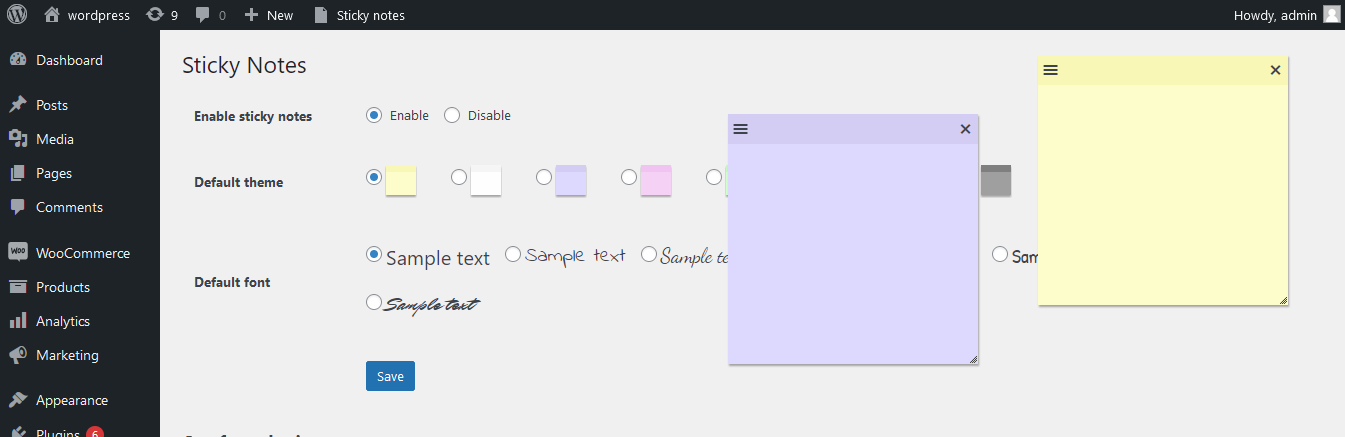 wordpress 9 0 New Sticky notes Howdy, admin
Dashboard
Posts
Media
Pages
Comments
WOO WooCommerce
Products
Analytics
Marketing
Appearance
Plugins 6
Sticky Notes
Enable sticky notes Enable Disable
Default theme
Default font Sample text Sample text Sample te Sam
Sample text
Save